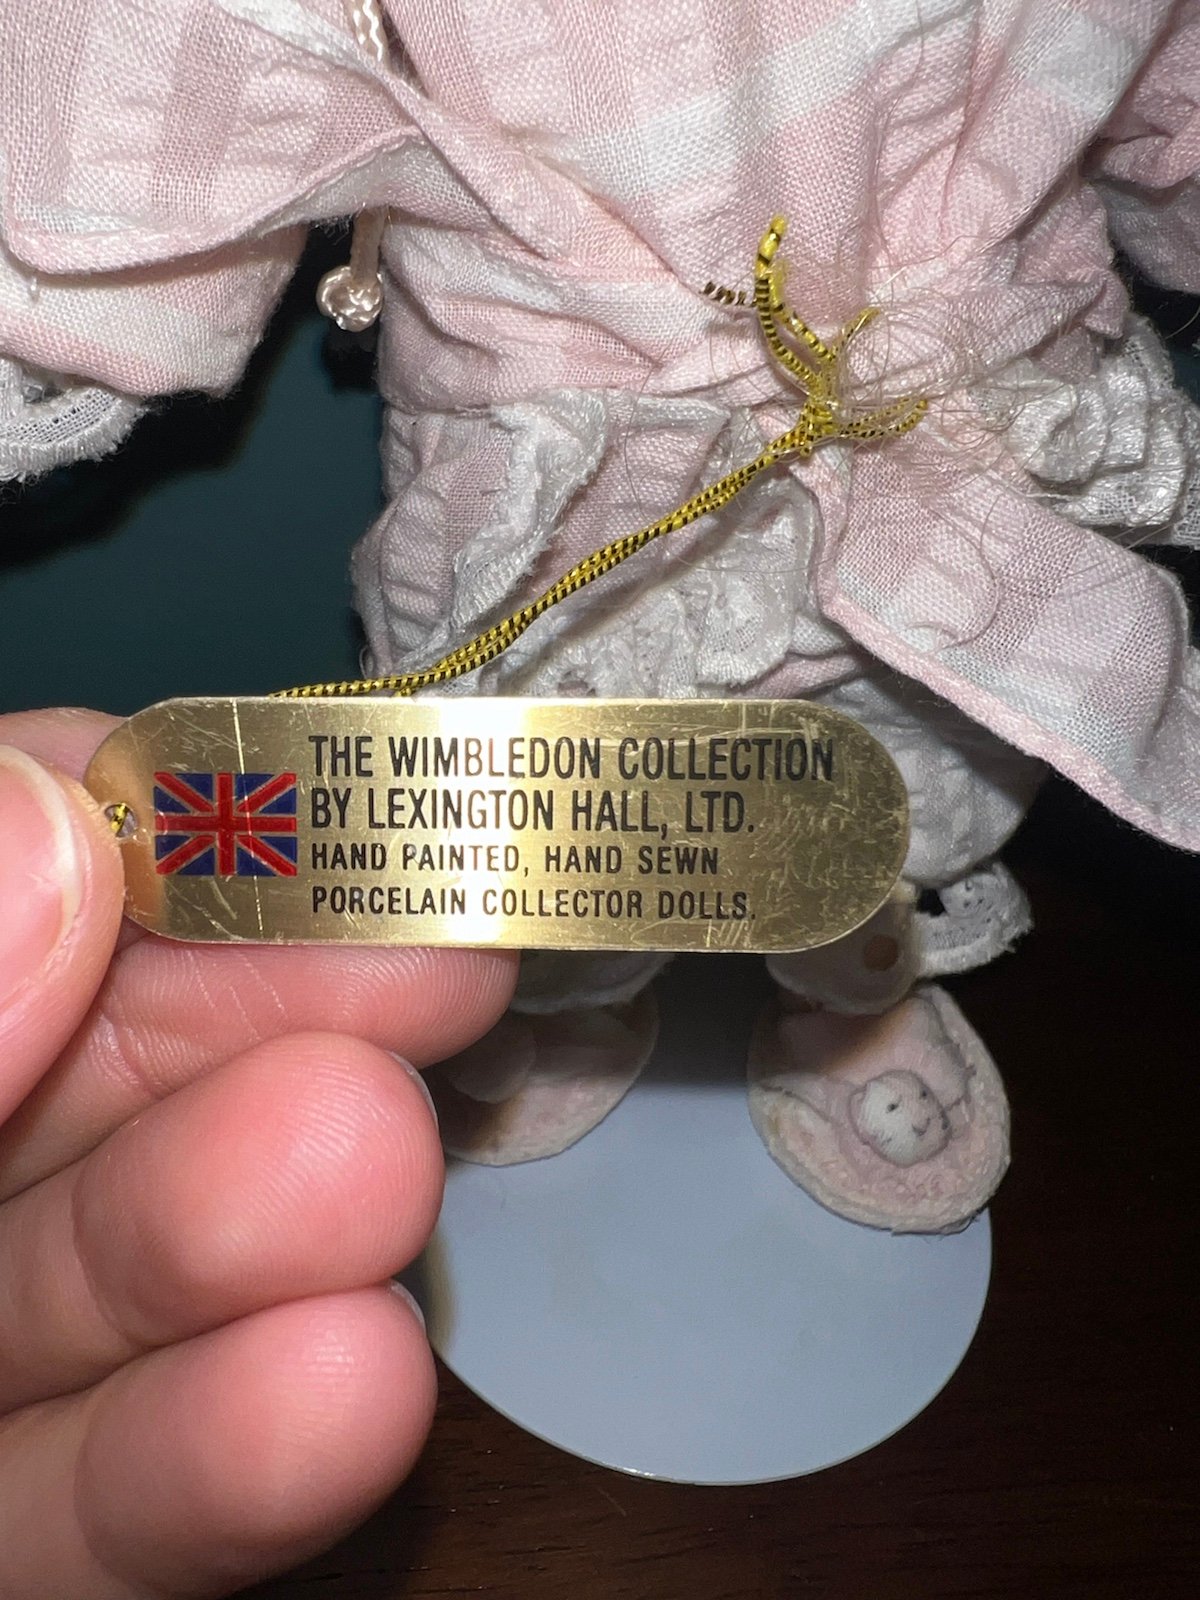 THE WIMBLEDON COLLECTION
BY LEXINGTON HALL, LTD.
HAND PAINTED, HAND SEWN
PORCELAIN COLLECTOR DOLLS.